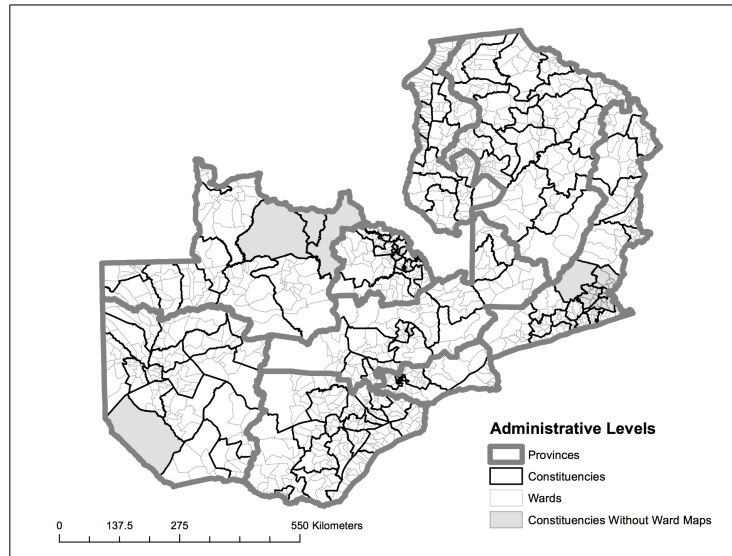 Administrative Levels
Provinces
Constituencies
Wards
Constituencies Without Ward Maps
0 137.5 275 550 Kilometers